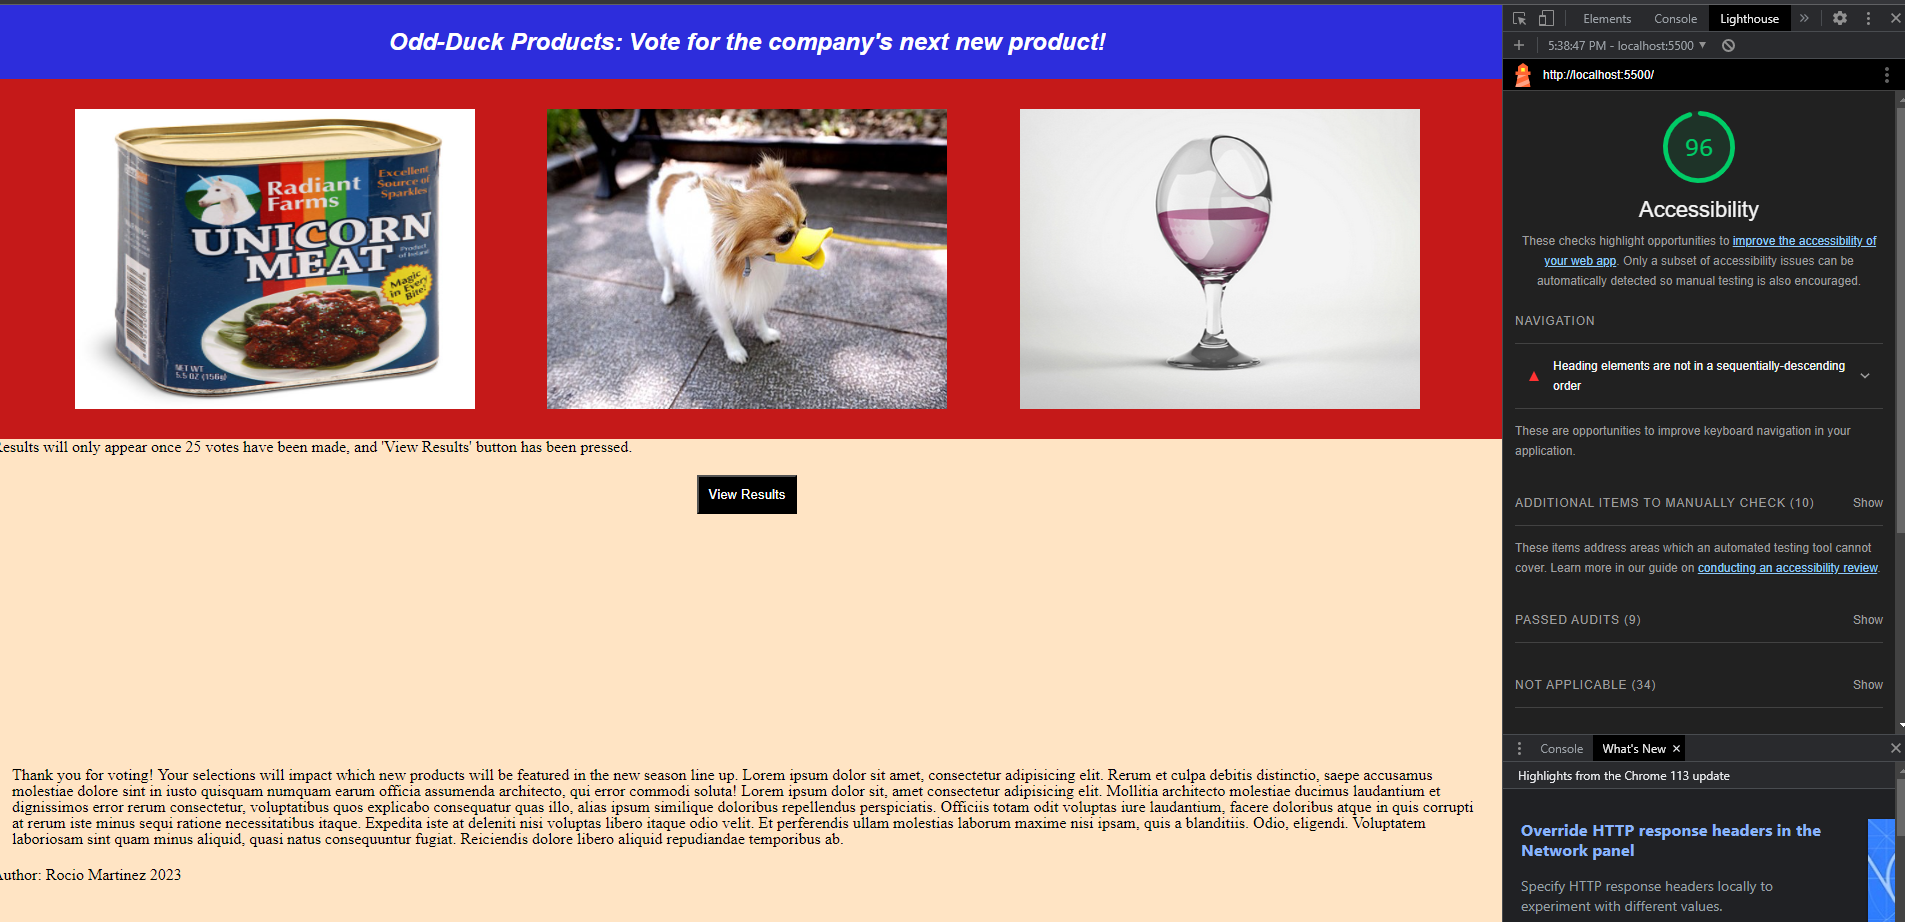 Odd-Duck Products: Vote for the company's next new product!
Radiant
Farms
Excellent
Source of
Sparkles
UNICORN
MEAT
Product
of Ireland
Magic
in Every
Bite!
NET WT
5.5 OZ (156g)
Results will only appear once 25 votes have been made, and 'View Results' button has been pressed.
View Results
Thank you for voting! Your selections will impact which new products will be featured in the new season line up. Lorem ipsum dolor sit amet, consectetur adipisicing elit. Rerum et culpa debitis distinctio, saepe accusamus
molestiae dolore sint in iusto quisquam numquam earum officia assumenda architecto, qui error commodi soluta! Lorem ipsum dolor sit, amet consectetur adipisicing elit. Mollitia architecto molestiae ducimus laudantium et
dignissimos error rerum consectetur, voluptatibus quos explicabo consequatur quas illo, alias ipsum similique doloribus repellendus perspiciatis. Officiis totam odit voluptas iure laudantium, facere doloribus atque in quis corrupti
at rerum iste minus sequi ratione necessitatibus itaque. Expedita iste at deleniti nisi voluptas libero itaque odio velit. Et perferendis ullam molestias laborum maxime nisi ipsam, quis a blanditiis. Odio, eligendi. Voluptatem
laboriosam sint quam minus aliquid, quasi natus consequuntur fugiat. Reiciendis dolore libero aliquid repudiandae temporibus ab.
Author: Rocio Martinez 2023
Elements Console Lighthouse
5:38:47 PM - localhost:5500
http://localhost:5500/
96
Accessibility
These checks highlight opportunities to improve the accessibility of
your web app. Only a subset of accessibility issues can be
automatically detected so manual testing is also encouraged.
NAVIGATION
Heading elements are not in a sequentially-descending
order
These are opportunities to improve keyboard navigation in your
application.
ADDITIONAL ITEMS TO MANUALLY CHECK (10) Show
These items address areas which an automated testing tool cannot
cover. Learn more in our guide on conducting an accessibility review.
PASSED AUDITS (9) Show
NOT APPLICABLE (34) Show
Console What's New
Highlights from the Chrome 113 update
Override HTTP response headers in the
Network panel
Specify HTTP response headers locally to
experiment with different values.